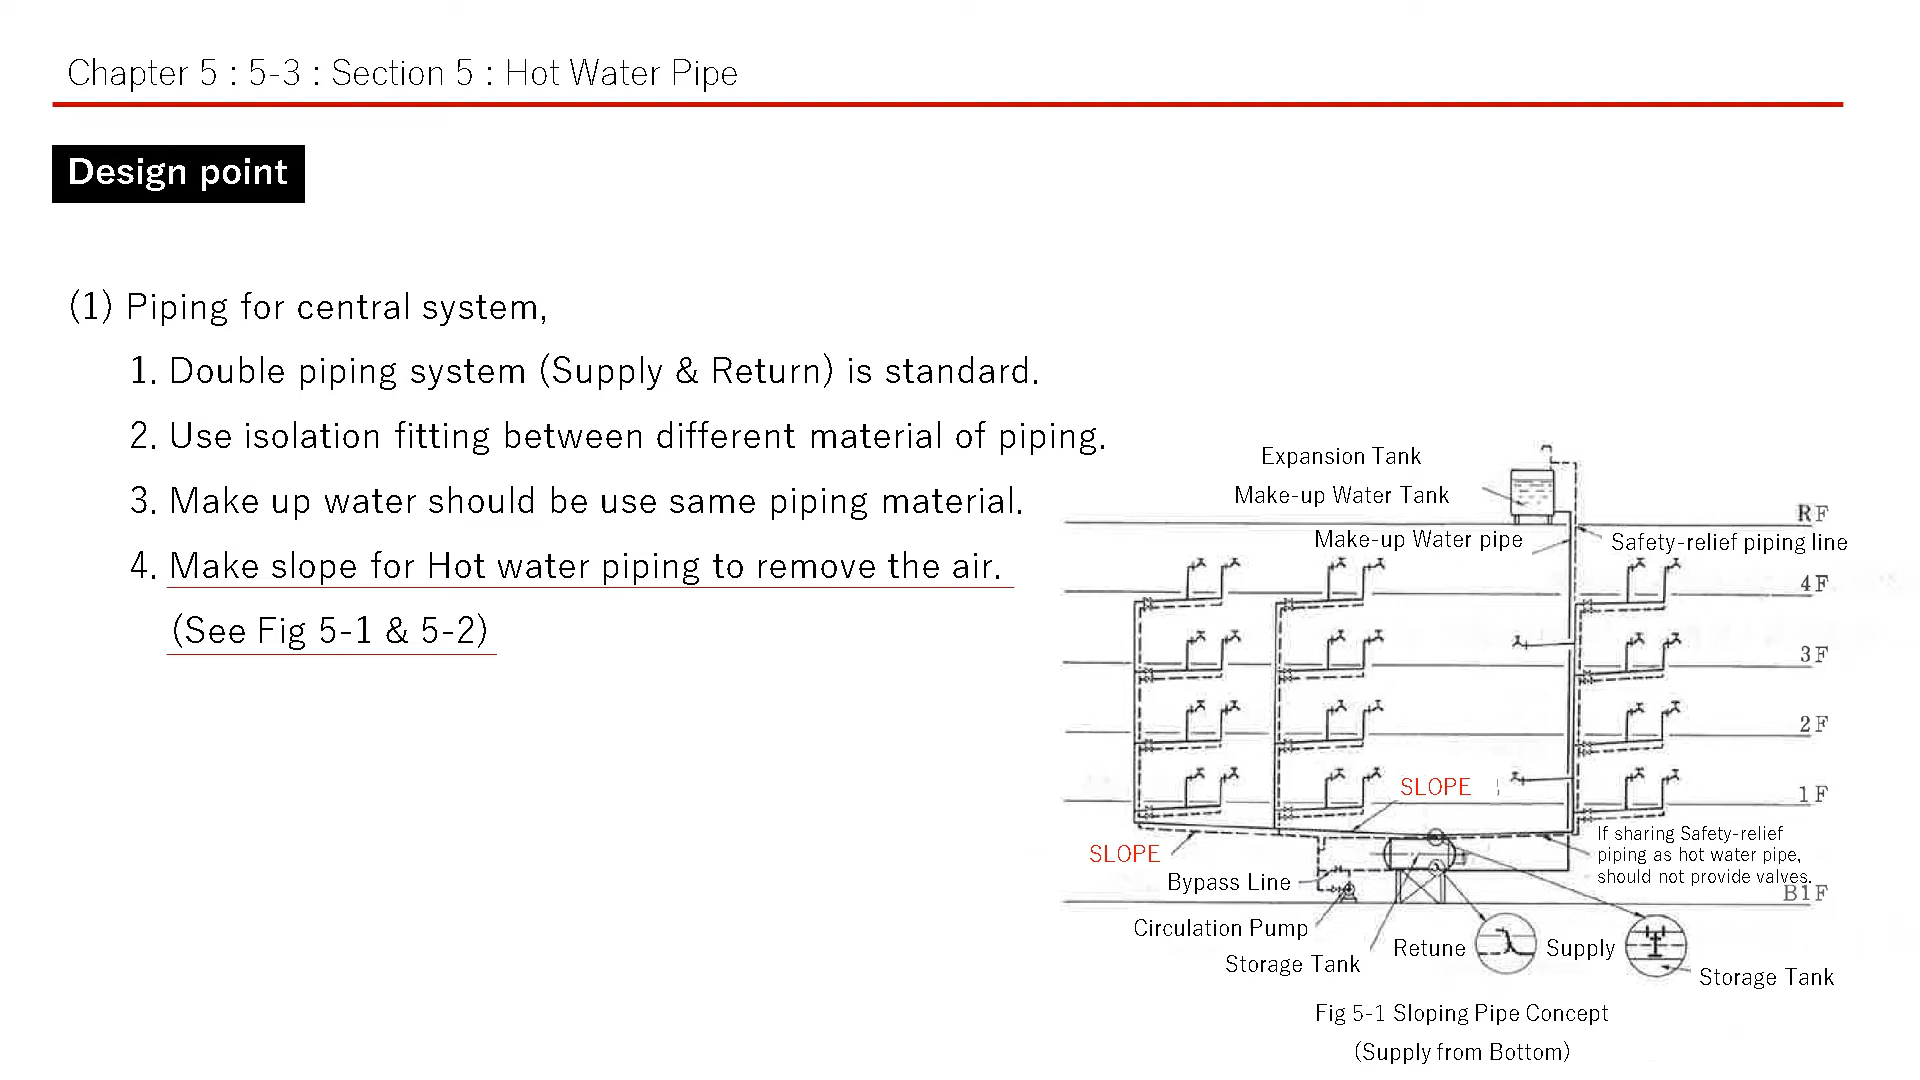 Chapter 5 : 5-3 : Section 5 : Hot Water Pipe
Design point
(1) Piping for central system,
1. Double piping system (Supply & Return) is standard.
2. Use isolation fitting between different material of piping.
3. Make up water should be use same piping material.
4. Make slope for Hot water piping to remove the air.
(See Fig 5-1 & 5-2)
Expansion Tank
Make-up Water Tank
RF
Make-up Water pipe
Safety-relief piping line
4F
3F
2F
SLOPE
1F
SLOPE
If sharing Safety-relief
piping as hot water pipe,
should not provide valves.
Bypass Line
B1F
Circulation Pump
Storage Tank
Retune
Supply
Storage Tank
Fig 5-1 Sloping Pipe Concept
(Supply from Bottom)